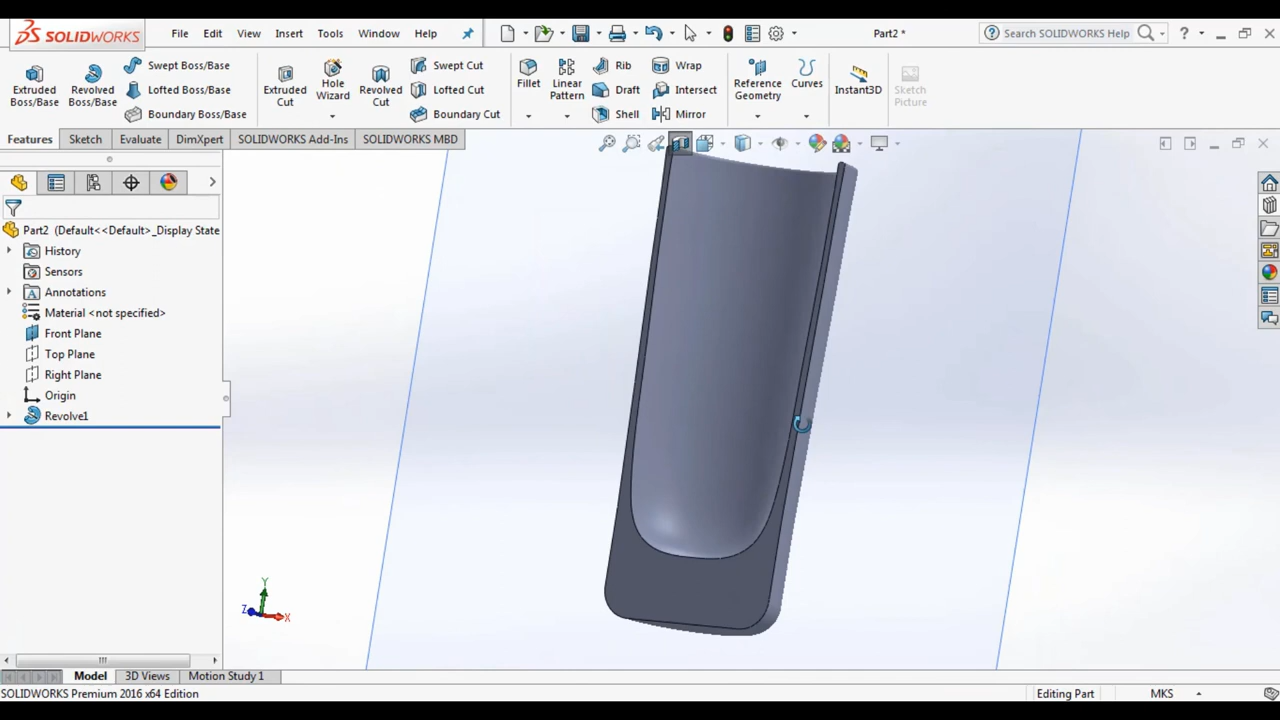 SOLIDWORKS File Edit View Insert Tools Window Help Part2 * Search SOLIDWORKS Help ?
Extruded Boss/Base
Revolved Boss/Base
Swept Boss/Base
Lofted Boss/Base
Boundary Boss/Base
Extruded Cut
Hole Wizard
Revolved Cut
Swept Cut
Lofted Cut
Boundary Cut
Fillet
Linear Pattern
Rib
Draft
Shell
Wrap
Intersect
Mirror
Reference Geometry
Curves
Instant3D
Sketch Picture
Features Sketch Evaluate DimXpert SOLIDWORKS Add-Ins SOLIDWORKS MBD
Part2 (Default<<Default>_Display State
History
Sensors
Annotations
Material <not specified>
Front Plane
Top Plane
Right Plane
Origin
Revolve1
Y
Z X
Model 3D Views Motion Study 1
SOLIDWORKS Premium 2016 x64 Edition Editing Part MKS